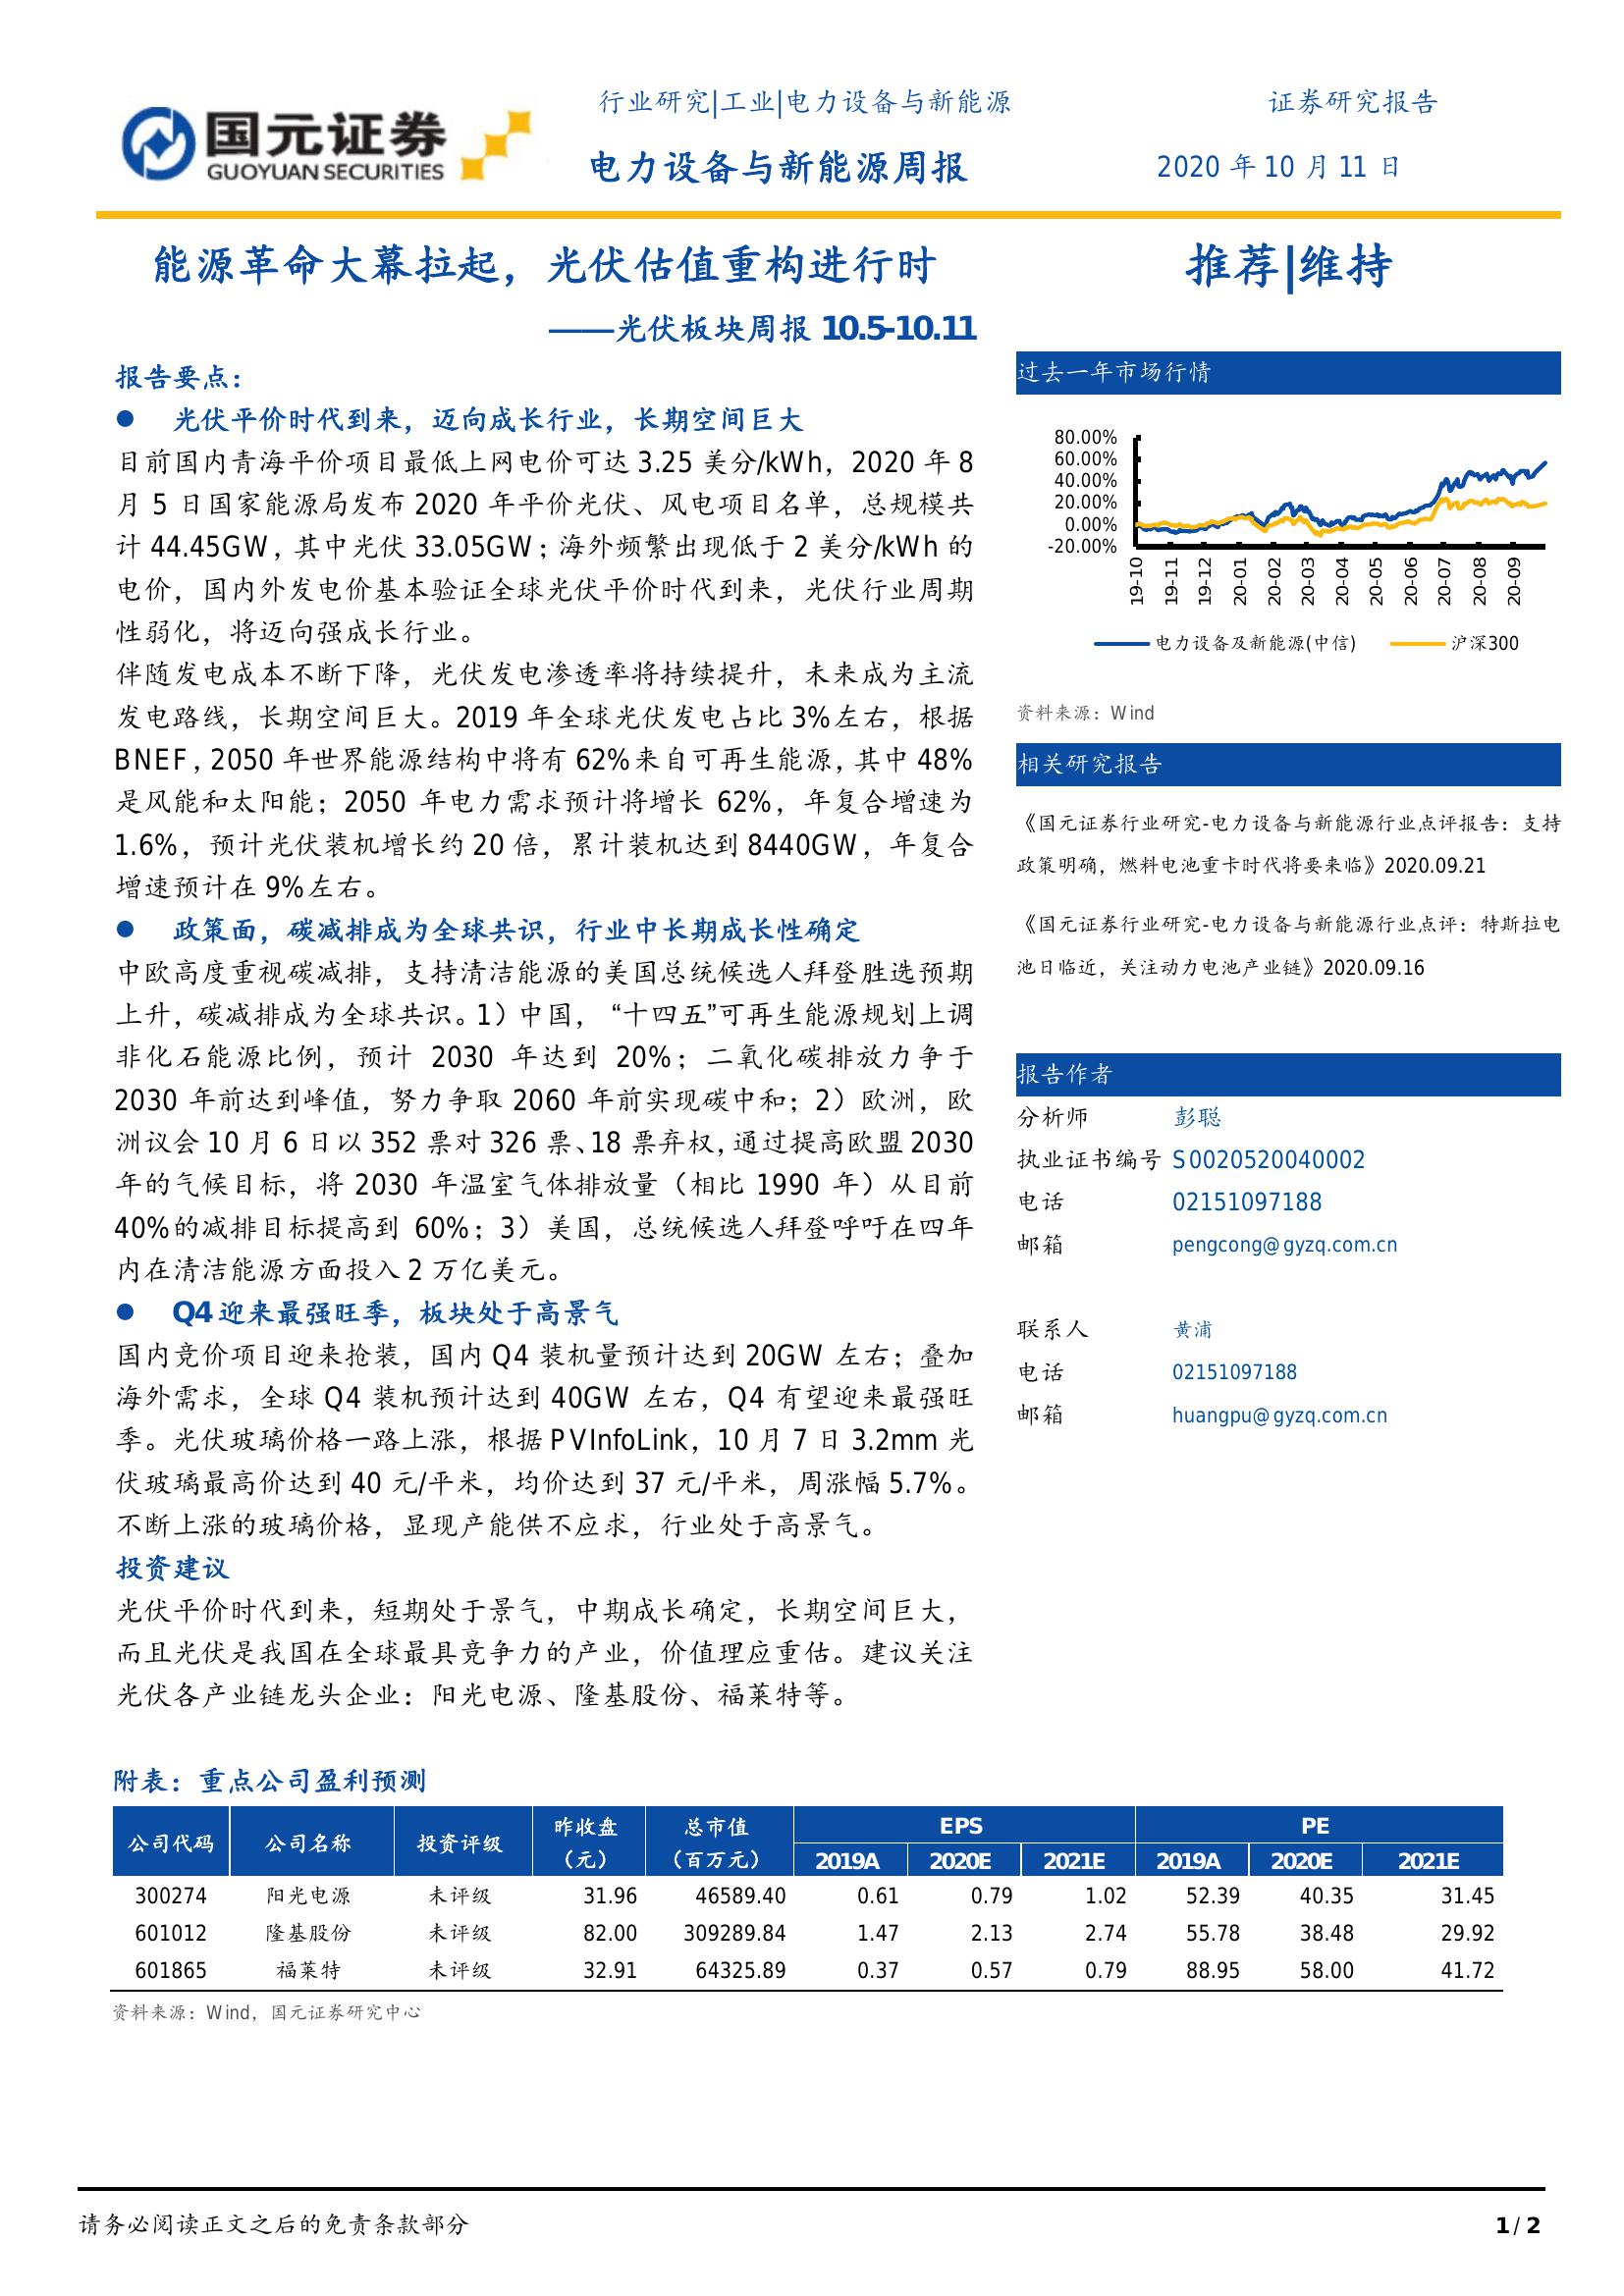 国元证券
GUOYUAN SECURITIES
行业研究|工业|电力设备与新能源
证券研究报告
电力设备与新能源周报
2020 年 10 月 11 日
能源革命大幕拉起，光伏估值重构进行时
——光伏板块周报 10.5-10.11
推荐|维持
报告要点：
● 光伏平价时代到来，迈向成长行业，长期空间巨大
目前国内青海平价项目最低上网电价可达 3.25 美分/kWh，2020 年 8
月 5 日国家能源局发布 2020 年平价光伏、风电项目名单，总规模共
计 44.45GW，其中光伏 33.05GW；海外频繁出现低于 2 美分/kWh 的
电价，国内外发电价基本验证全球光伏平价时代到来，光伏行业周期
性弱化，将迈向强成长行业。
伴随发电成本不断下降，光伏发电渗透率将持续提升，未来成为主流
发电路线，长期空间巨大。2019 年全球光伏发电占比 3%左右，根据
BNEF，2050 年世界能源结构中将有 62%来自可再生能源，其中 48%
是风能和太阳能；2050 年电力需求预计将增长 62%，年复合增速为
1.6%，预计光伏装机增长约 20 倍，累计装机达到 8440GW，年复合
增速预计在 9%左右。
● 政策面，碳减排成为全球共识，行业中长期成长性确定
中欧高度重视碳减排，支持清洁能源的美国总统候选人拜登胜选预期
上升，碳减排成为全球共识。1）中国，“十四五”可再生能源规划上调
非化石能源比例，预计 2030 年达到 20%；二氧化碳排放力争于
2030 年前达到峰值，努力争取 2060 年前实现碳中和；2）欧洲，欧
洲议会 10 月 6 日以 352 票对 326 票、18 票弃权，通过提高欧盟 2030
年的气候目标，将 2030 年温室气体排放量（相比 1990 年）从目前
40%的减排目标提高到 60%；3）美国，总统候选人拜登呼吁在四年
内在清洁能源方面投入 2 万亿美元。
● Q4 迎来最强旺季，板块处于高景气
国内竞价项目迎来抢装，国内 Q4 装机量预计达到 20GW 左右；叠加
海外需求，全球 Q4 装机预计达到 40GW 左右，Q4 有望迎来最强旺
季。光伏玻璃价格一路上涨，根据 PVInfoLink，10 月 7 日 3.2mm 光
伏玻璃最高价达到 40 元/平米，均价达到 37 元/平米，周涨幅 5.7%。
不断上涨的玻璃价格，显现产能供不应求，行业处于高景气。
投资建议
光伏平价时代到来，短期处于景气，中期成长确定，长期空间巨大，
而且光伏是我国在全球最具竞争力的产业，价值理应重估。建议关注
光伏各产业链龙头企业：阳光电源、隆基股份、福莱特等。
过去一年市场行情
80.00%
60.00%
40.00%
20.00%
0.00%
-20.00%
19-10 19-11 19-12 20-01 20-02 20-03 20-04 20-05 20-06 20-07 20-08 20-09
电力设备及新能源(中信) 沪深300
资料来源：Wind
相关研究报告
《国元证券行业研究-电力设备与新能源行业点评报告：支持
政策明确，燃料电池重卡时代将要来临》2020.09.21
《国元证券行业研究-电力设备与新能源行业点评：特斯拉电
池日临近，关注动力电池产业链》2020.09.16
报告作者
分析师 彭聪
执业证书编号 S0020520040002
电话 02151097188
邮箱 pengcong@gyzq.com.cn
联系人 黄浦
电话 02151097188
邮箱 huangpu@gyzq.com.cn
附表：重点公司盈利预测
公司代码 公司名称 投资评级 昨收盘（元） 总市值（百万元） EPS PE
2019A 2020E 2021E 2019A 2020E 2021E
300274 阳光电源 未评级 31.96 46589.40 0.61 0.79 1.02 52.39 40.35 31.45
601012 隆基股份 未评级 82.00 309289.84 1.47 2.13 2.74 55.78 38.48 29.92
601865 福莱特 未评级 32.91 64325.89 0.37 0.57 0.79 88.95 58.00 41.72
资料来源：Wind，国元证券研究中心
请务必阅读正文之后的免责条款部分
1 / 2